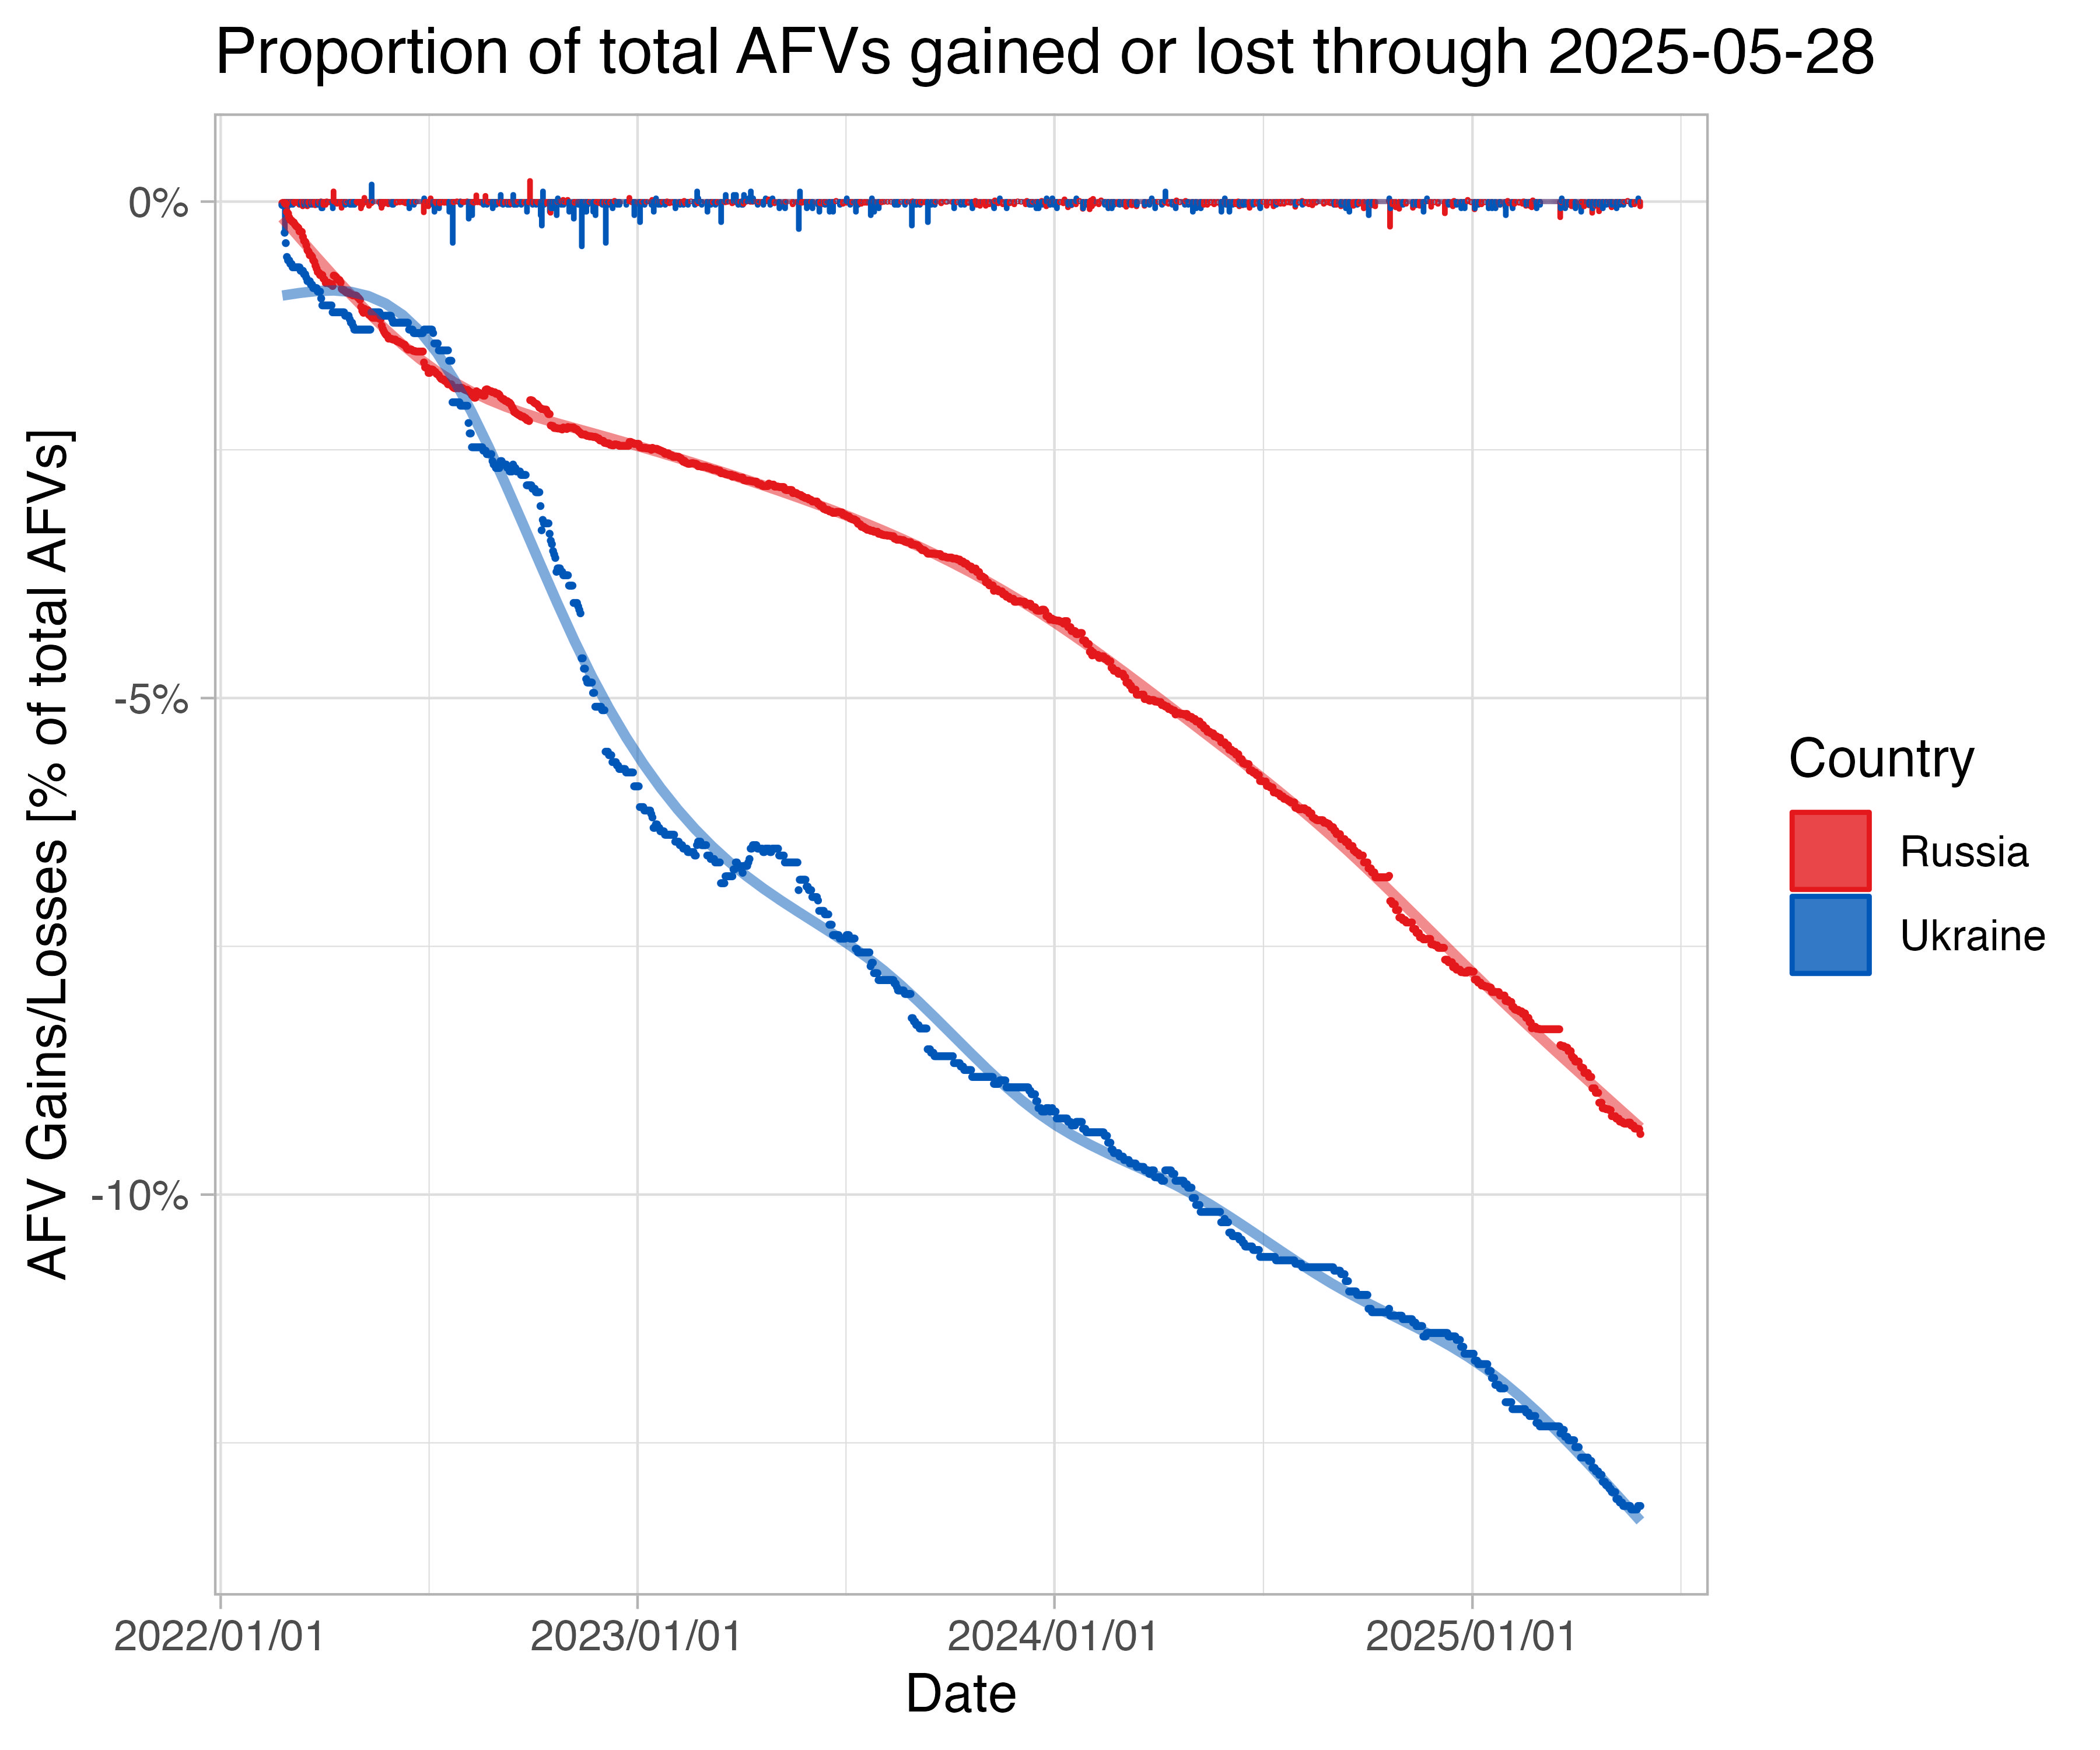 Proportion of total AFVs gained or lost through 2025-05-28
AFV Gains/Losses [% of total AFVs]
0%
-5%
-10%
2022/01/01
2023/01/01
2024/01/01
2025/01/01
Date
Country
Russia
Ukraine